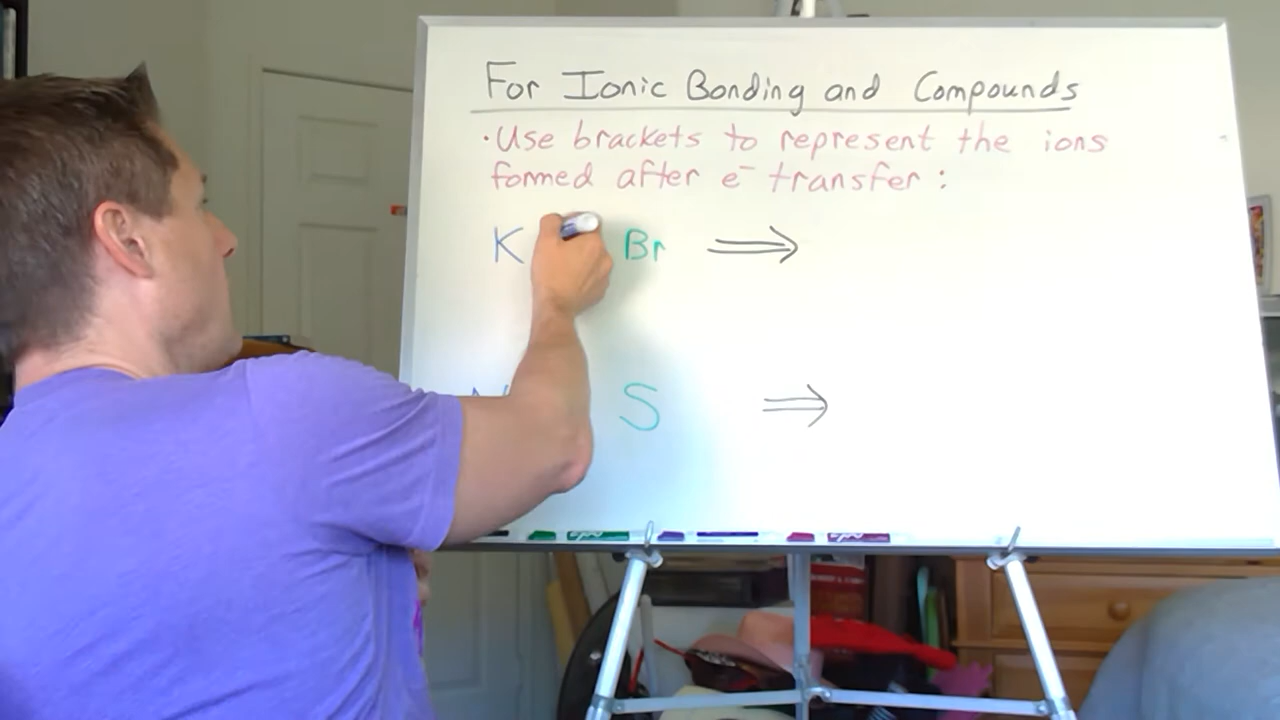 For Ionic Bonding and Compounds
• Use brackets to represent the ions
formed after e⁻ transfer :
K Br ⟹
S ⟹